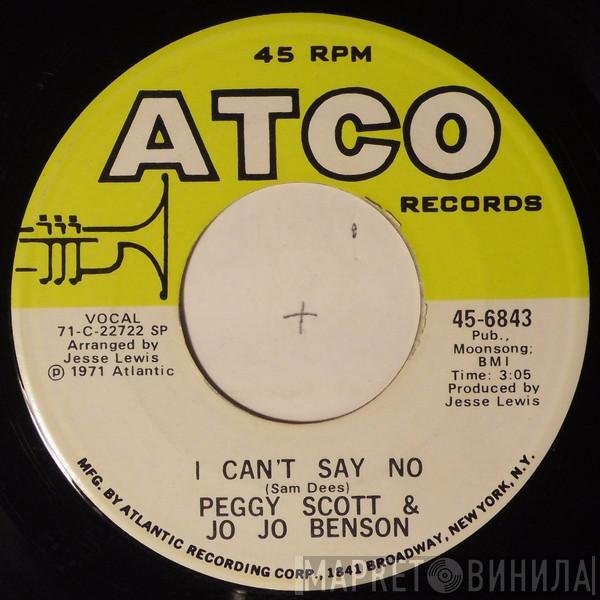 45 RPM
ATCO
RECORDS
VOCAL
71-C-22722 SP
Arranged by
Jesse Lewis
Ⓟ 1971 Atlantic
45-6843
Pub.,
Moonsong;
BMI
Time: 3:05
Produced by
Jesse Lewis
I CAN'T SAY NO
(Sam Dees)
PEGGY SCOTT &
JO JO BENSON
MFG. BY ATLANTIC RECORDING CORP., 1841 BROADWAY, NEW YORK, N.Y.
МАРКЕТ ВИНИЛА